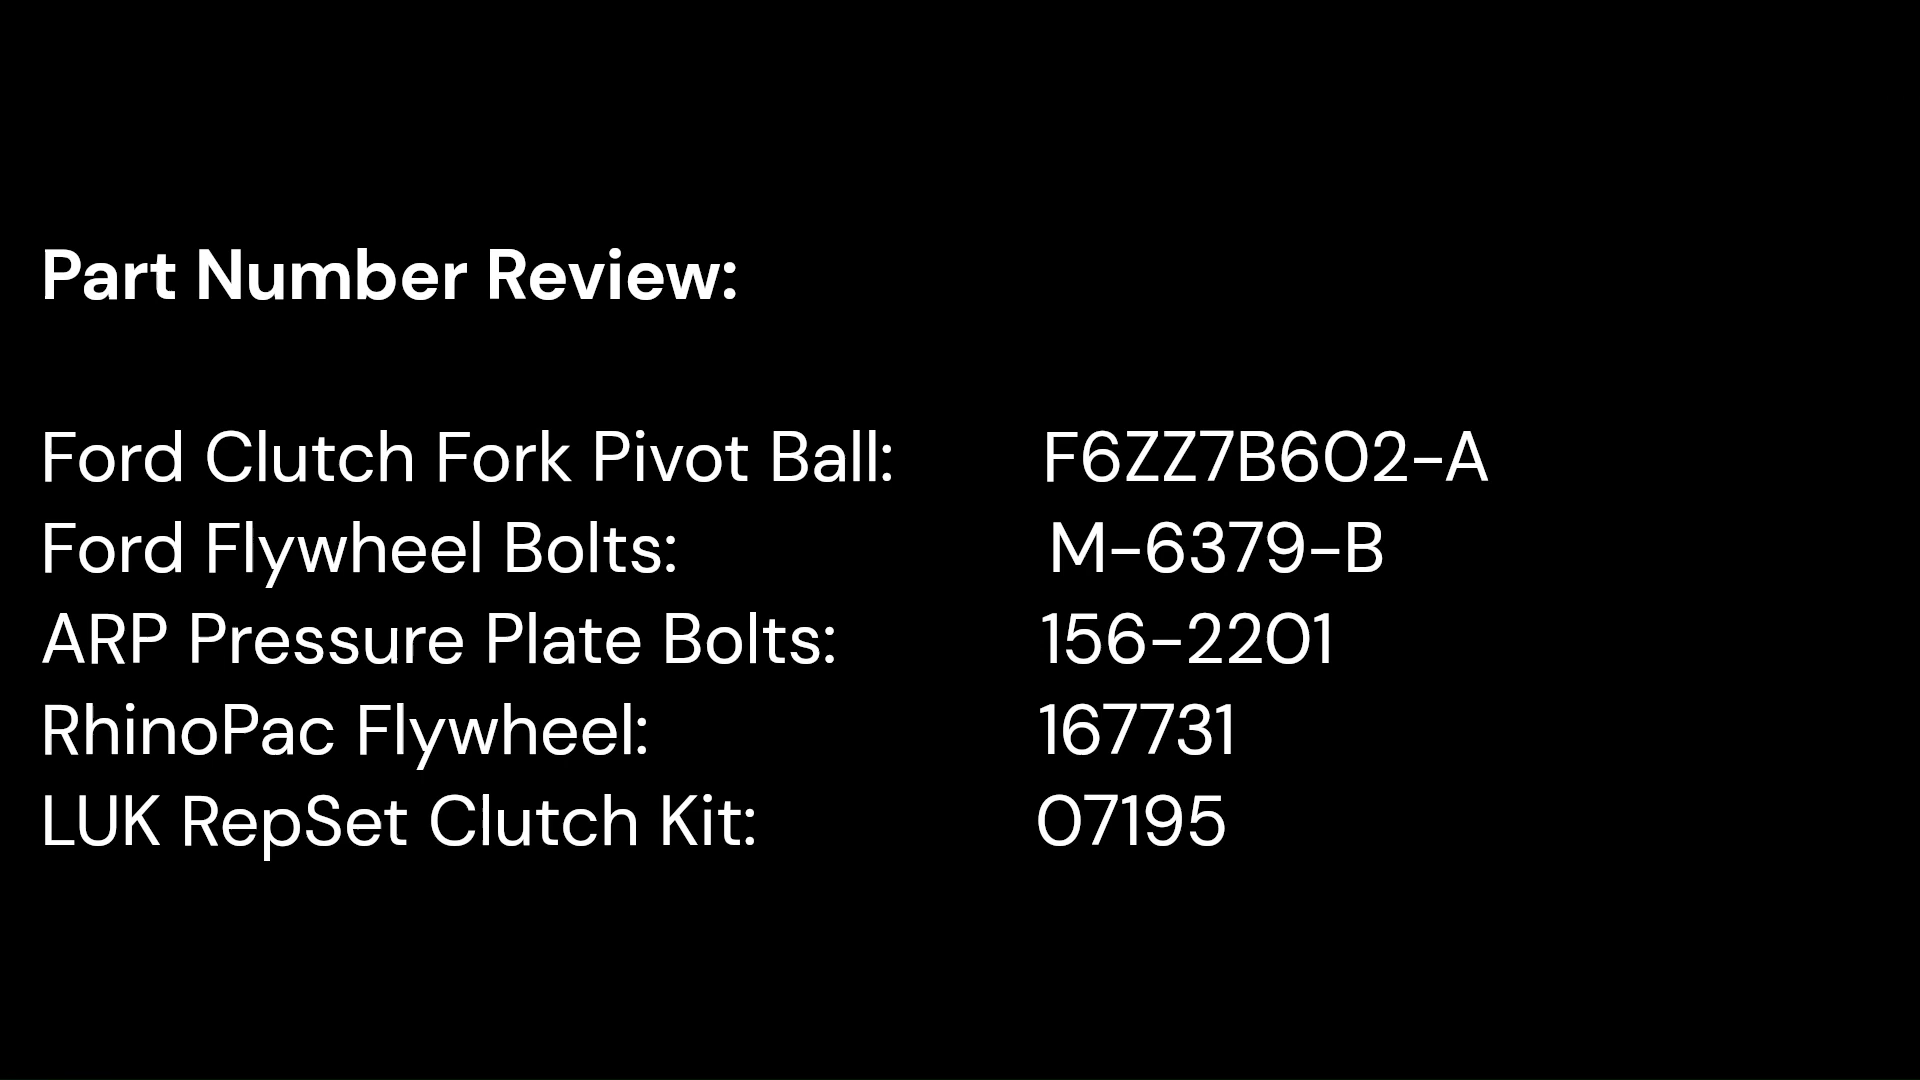 Part Number Review:
Ford Clutch Fork Pivot Ball: F6ZZ7B602-A
Ford Flywheel Bolts: M-6379-B
ARP Pressure Plate Bolts: 156-2201
RhinoPac Flywheel: 167731
LUK RepSet Clutch Kit: 07195